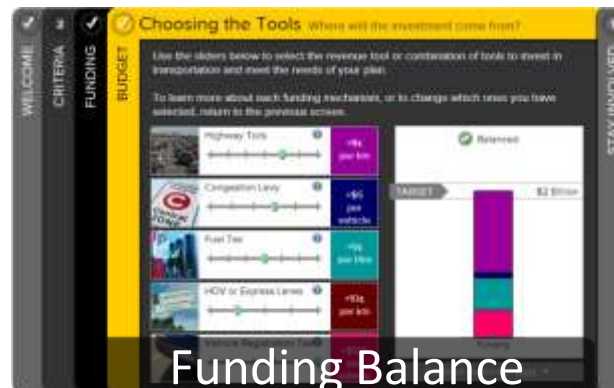 WELCOME
CRITERIA
FUNDING
BUDGET
Choosing the Tools Where will the investment come from?
Use the sliders below to select the revenue tool or combination of tools to invest in
transportation and meet the needs of your plan.
To learn more about each funding mechanism, or to change which ones you have
selected, return to the previous screen.
Highway Tolls
per km
Congestion Levy
+$6
per
vehicle
Fuel Tax
per litre
HOV or Express Lanes
+10¢
per km
Vehicle Registration Tax
Balanced
TARGET
$2 Billion
Funding
STAY INVOLVED
Funding Balance